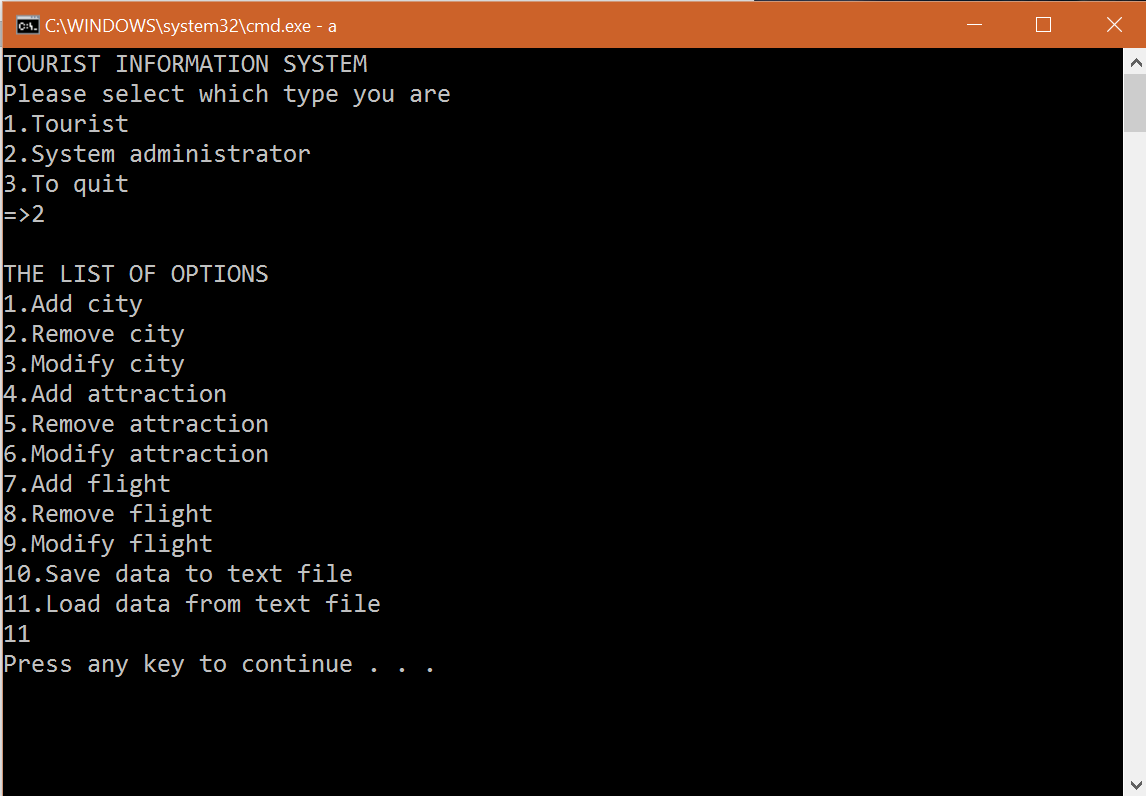 C:\WINDOWS\system32\cmd.exe - a
TOURIST INFORMATION SYSTEM
Please select which type you are
1.Tourist
2.System administrator
3.To quit
=>2
THE LIST OF OPTIONS
1.Add city
2.Remove city
3.Modify city
4.Add attraction
5.Remove attraction
6.Modify attraction
7.Add flight
8.Remove flight
9.Modify flight
10.Save data to text file
11.Load data from text file
11
Press any key to continue . . .